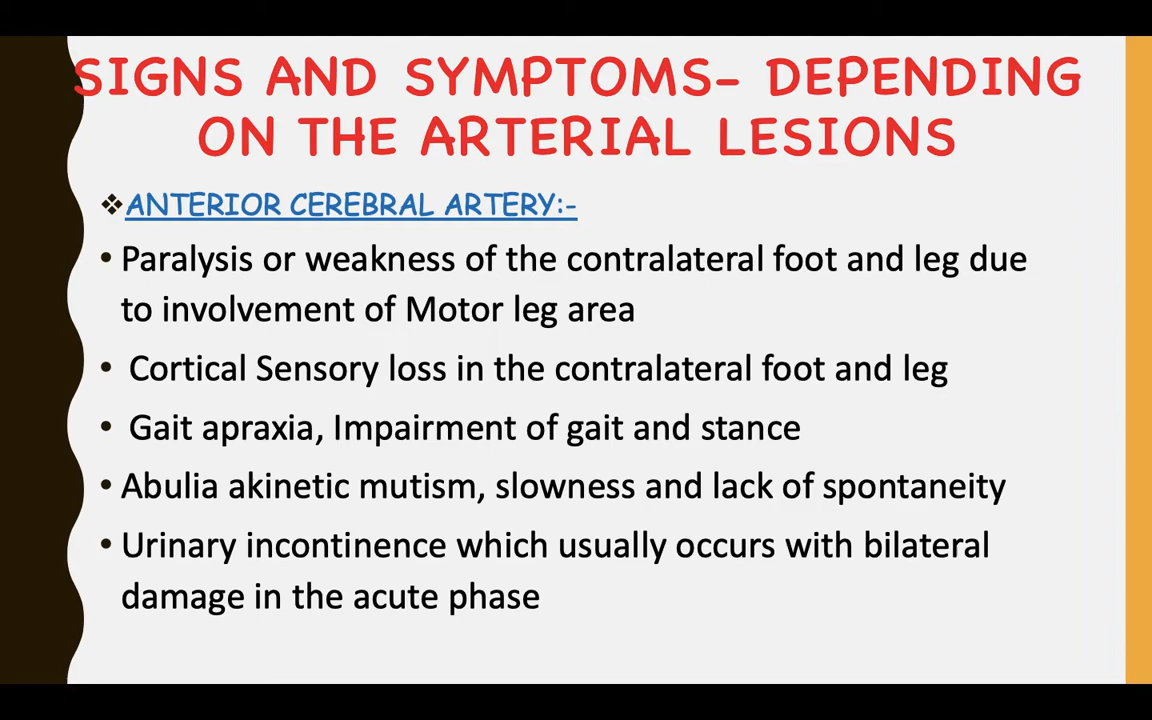 SIGNS AND SYMPTOMS- DEPENDING
ON THE ARTERIAL LESIONS
❖ANTERIOR CEREBRAL ARTERY:-
• Paralysis or weakness of the contralateral foot and leg due
to involvement of Motor leg area
• Cortical Sensory loss in the contralateral foot and leg
• Gait apraxia, Impairment of gait and stance
• Abulia akinetic mutism, slowness and lack of spontaneity
• Urinary incontinence which usually occurs with bilateral
damage in the acute phase